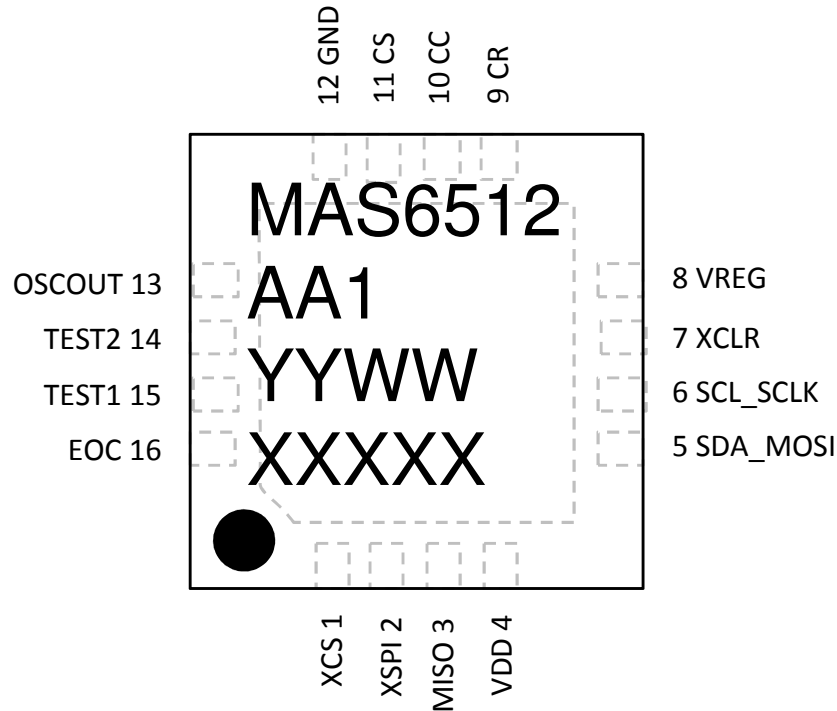 12 GND
11 CS
10 CC
9 CR
MAS6512
AA1
YYWW
XXXXX
OSCOUT 13
TEST2 14
TEST1 15
EOC 16
8 VREG
7 XCLR
6 SCL_SCLK
5 SDA_MOSI
XCS 1
XSPI 2
MISO 3
VDD 4